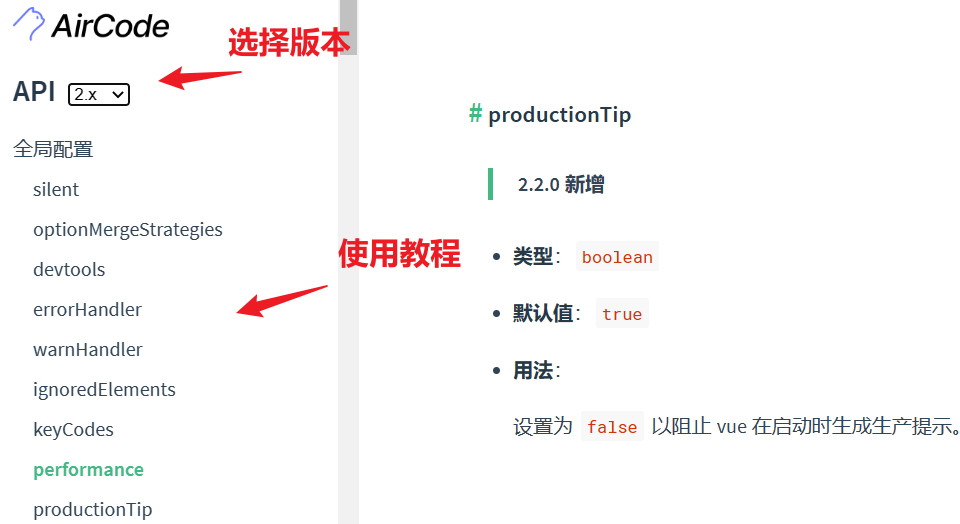 AirCode
选择版本
API 2.x
全局配置
silent
optionMergeStrategies
devtools
errorHandler
warnHandler
ignoredElements
keyCodes
performance
productionTip
使用教程
# productionTip
2.2.0 新增
• 类型： boolean
• 默认值： true
• 用法：
设置为 false 以阻止 vue 在启动时生成生产提示。